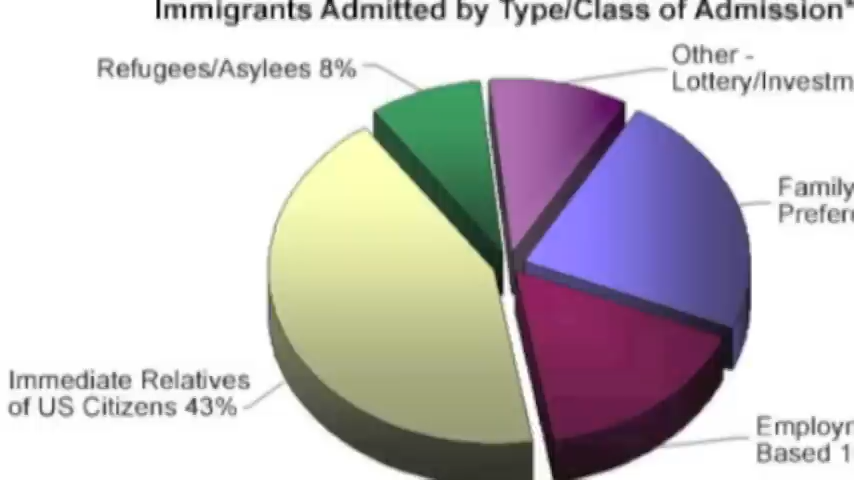 Immigrants Admitted by Type/Class of Admission*
Refugees/Asylees 8%
Other -
Lottery/Investm
Family
Prefer
Immediate Relatives
of US Citizens 43%
Employ
Based 1